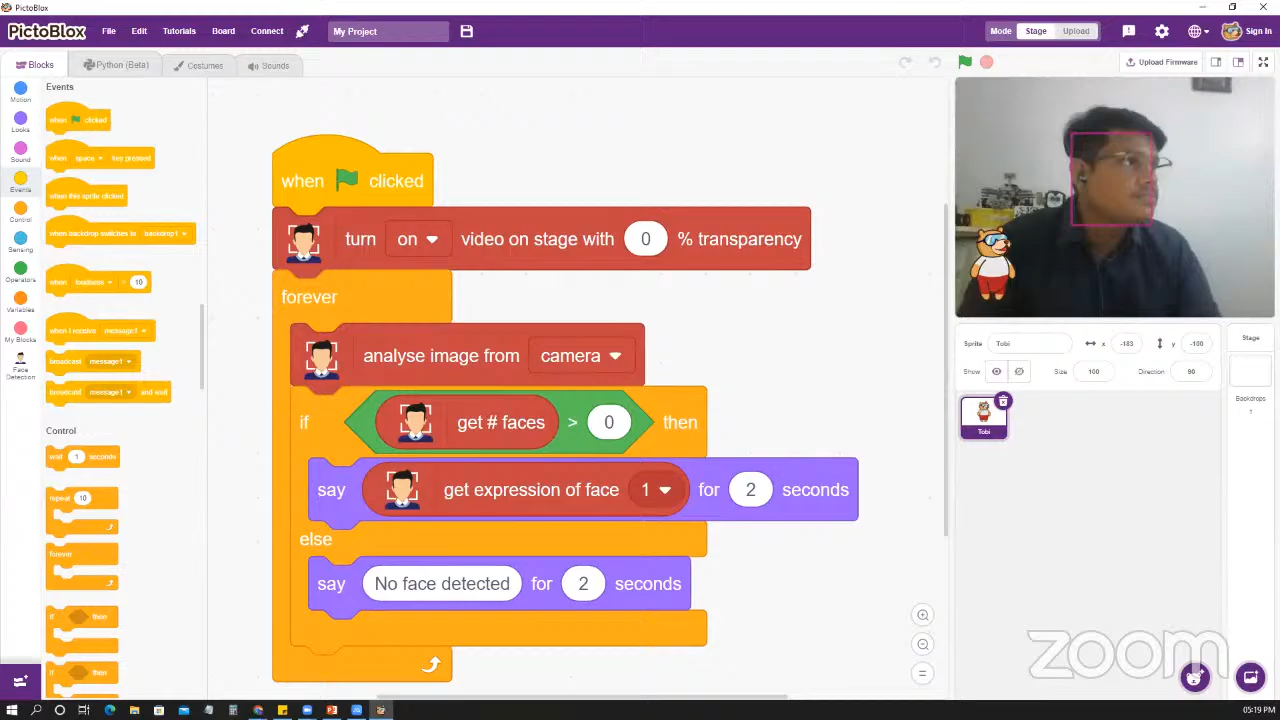 PictoBlox
PictoBlox File Edit Tutorials Board Connect My Project Mode Stage Upload Sign In
Blocks Python (Beta) Costumes Sounds Upload Firmware
Motion
Looks
Sound
Events
Control
Sensing
Operators
Variables
My Blocks
Face Detection
Events
when clicked
when space key pressed
when this sprite clicked
when backdrop switches to backdrop1
when loudness > 10
when I receive message1
broadcast message1
broadcast message1 and wait
Control
wait 1 seconds
repeat 10
forever
if then
if then
when clicked
turn on video on stage with 0 % transparency
forever
analyse image from camera
if get # faces > 0 then
say get expression of face 1 for 2 seconds
else
say No face detected for 2 seconds
Sprite Tobi x -183 y -100
Show Size 100 Direction 90
Tobi
Stage
Backdrops
1
zoom
05:19 PM